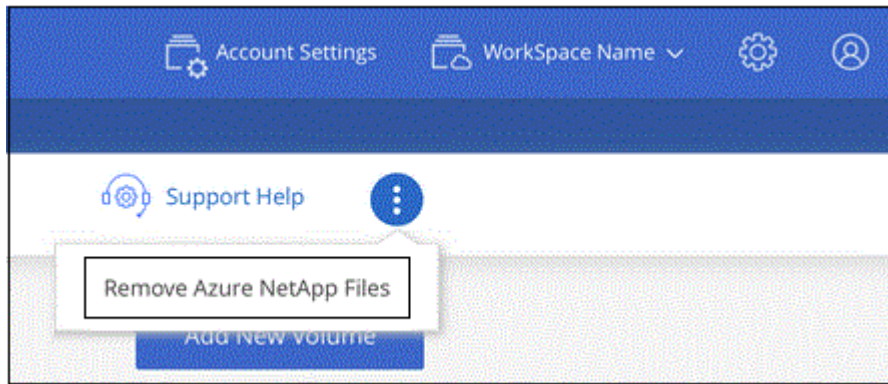 Account Settings
WorkSpace Name
Support Help
Remove Azure NetApp Files
Add New Volume